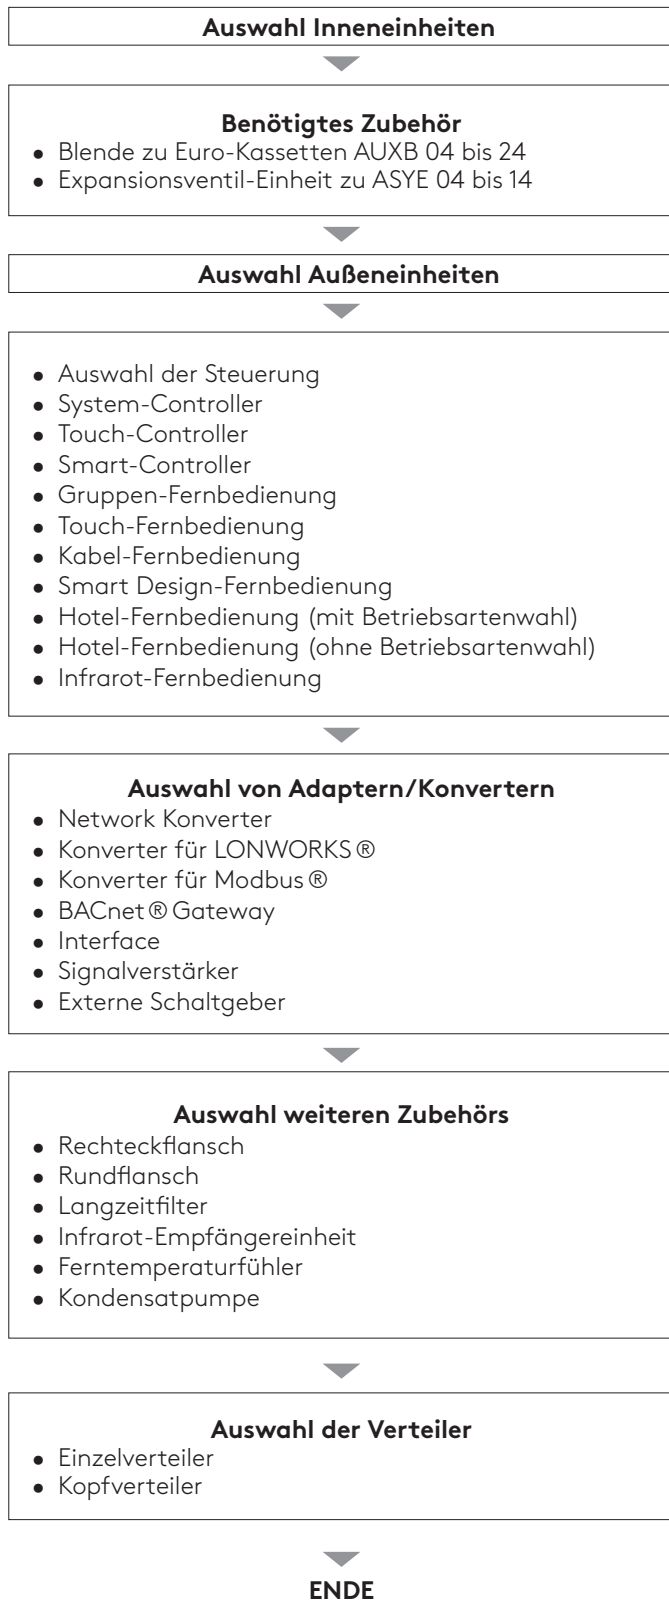 Auswahl Inneneinheiten
Benötigtes Zubehör
• Blende zu Euro-Kassetten AUXB 04 bis 24
• Expansionsventil-Einheit zu ASYE 04 bis 14
Auswahl Außeneinheiten
• Auswahl der Steuerung
• System-Controller
• Touch-Controller
• Smart-Controller
• Gruppen-Fernbedienung
• Touch-Fernbedienung
• Kabel-Fernbedienung
• Smart Design-Fernbedienung
• Hotel-Fernbedienung (mit Betriebsartenwahl)
• Hotel-Fernbedienung (ohne Betriebsartenwahl)
• Infrarot-Fernbedienung
Auswahl von Adaptern/Konvertern
• Network Konverter
• Konverter für LONWORKS®
• Konverter für Modbus®
• BACnet® Gateway
• Interface
• Signalverstärker
• Externe Schaltgeber
Auswahl weiteren Zubehörs
• Rechteckflansch
• Rundflansch
• Langzeitfilter
• Infrarot-Empfängereinheit
• Ferntemperaturfühler
• Kondensatpumpe
Auswahl der Verteiler
• Einzelverteiler
• Kopfverteiler
ENDE